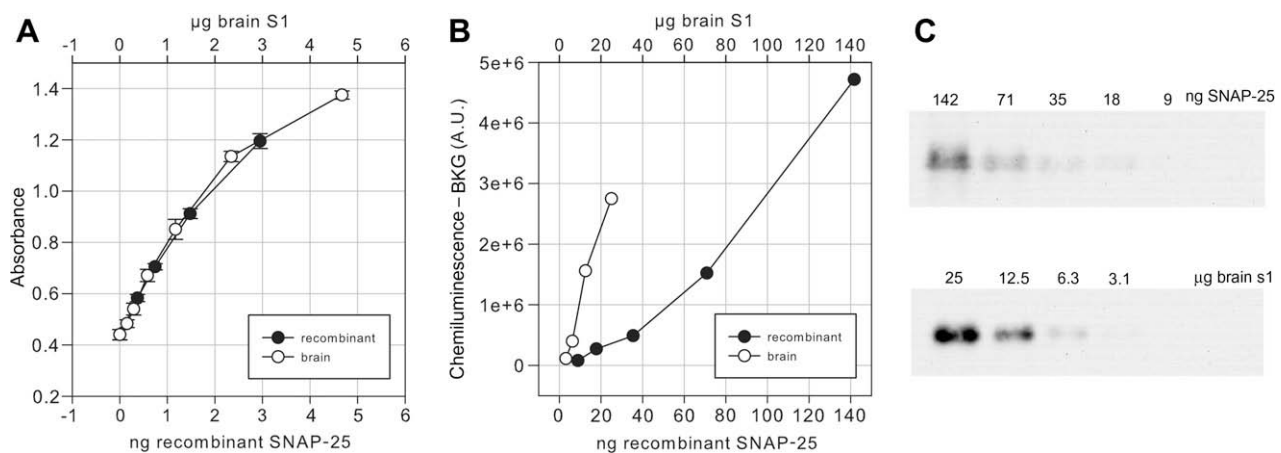 A
µg brain S1
-1 0 1 2 3 4 5 6
Absorbance
1.4
1.2
1.0
0.8
0.6
0.4
0.2
recombinant
brain
-1 0 1 2 3 4 5 6
ng recombinant SNAP-25
B
µg brain S1
0 20 40 60 80 100 120 140
Chemiluminescence – BKG (A.U.)
5e+6
4e+6
3e+6
2e+6
1e+6
0
recombinant
brain
0 20 40 60 80 100 120 140
ng recombinant SNAP-25
C
142 71 35 18 9 ng SNAP-25
25 12.5 6.3 3.1 µg brain s1